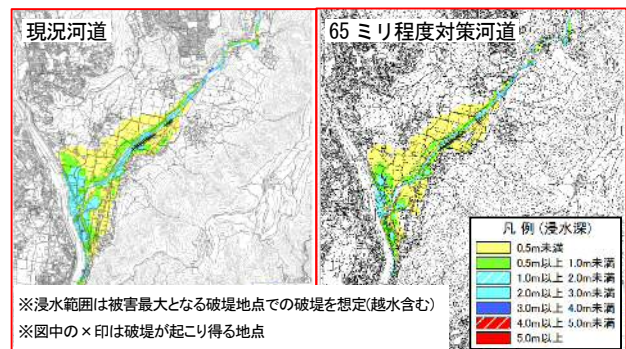 現況河道
65 ミリ程度対策河道
凡 例 (浸水深)
0.5m未満
0.5m以上 1.0m未満
1.0m以上 2.0m未満
2.0m以上 3.0m未満
3.0m以上 4.0m未満
4.0m以上 5.0m未満
5.0m以上
※浸水範囲は被害最大となる破堤地点での破堤を想定(越水含む)
※図中の×印は破堤が起こり得る地点